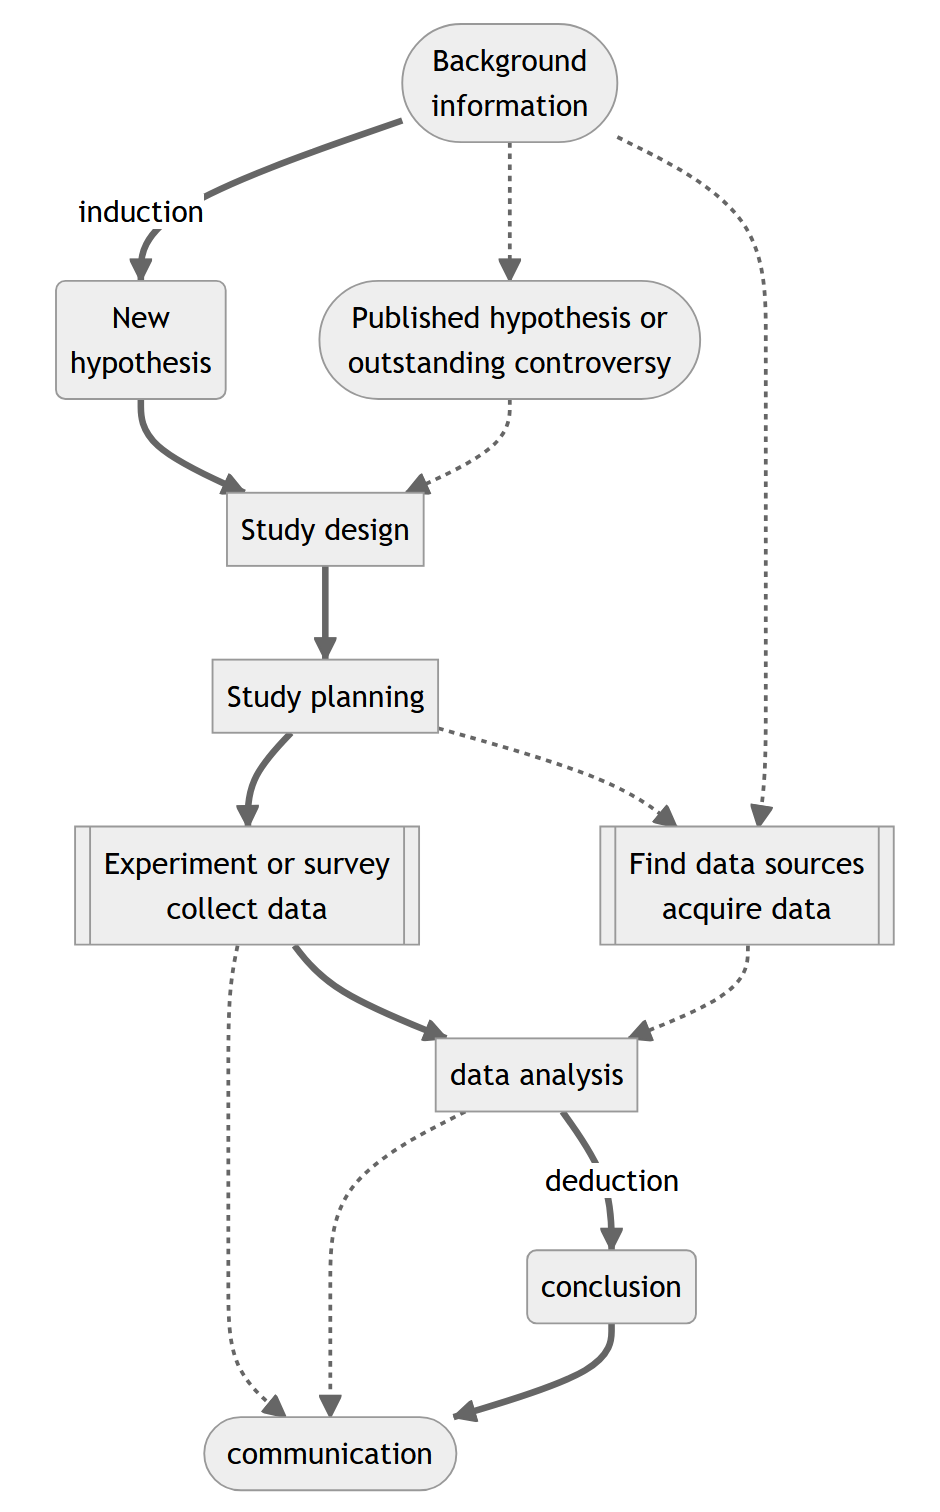 Background
information
induction
New
hypothesis
Published hypothesis or
outstanding controversy
Study design
Study planning
Experiment or survey
collect data
Find data sources
acquire data
data analysis
deduction
conclusion
communication